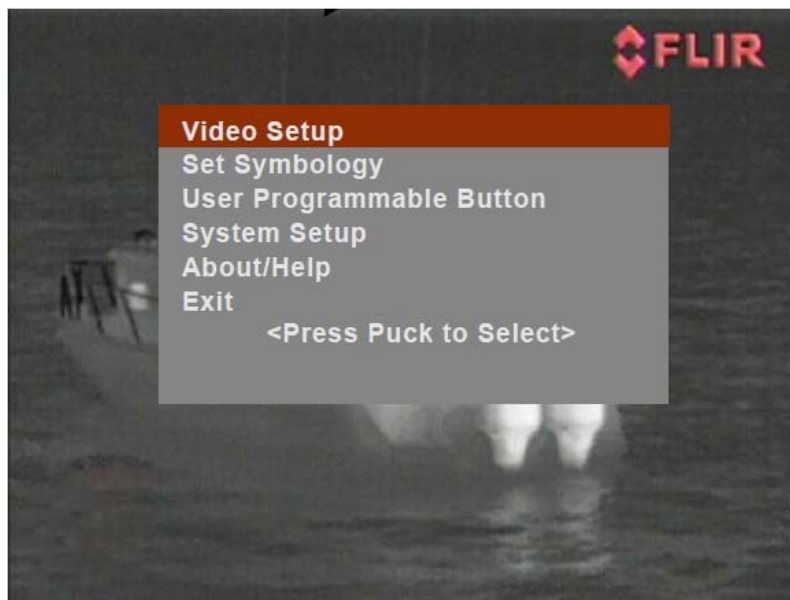 FLIR
Video Setup
Set Symbology
User Programmable Button
System Setup
About/Help
Exit
<Press Puck to Select>